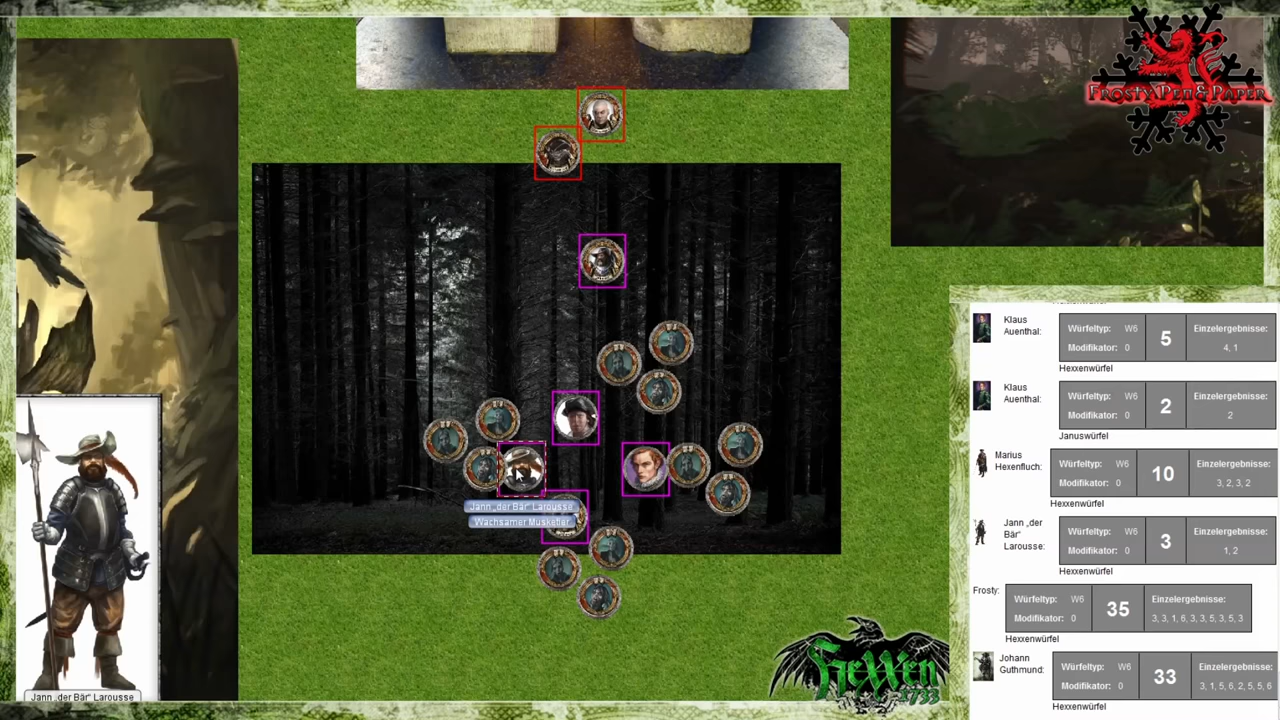 FROSTY PEN & PAPER
Klaus
Auenthal:
Würfeltyp: W6
Modifikator: 0
5
Einzelergebnisse:
4, 1
Hexxenwürfel
Klaus
Auenthal:
Würfeltyp: W6
Modifikator: 0
2
Einzelergebnisse:
2
Januswürfel
Marius
Hexenfluch:
Würfeltyp: W6
Modifikator: 0
10
Einzelergebnisse:
3, 2, 3, 2
Hexxenwürfel
Jann „der
Bär"
Larousse:
Würfeltyp: W6
Modifikator: 0
3
Einzelergebnisse:
1, 2
Hexxenwürfel
Frosty:
Würfeltyp: W6
Modifikator: 0
35
Einzelergebnisse:
3, 3, 1, 6, 3, 3, 5, 3, 5, 3
Hexxenwürfel
Johann
Guthmund:
Würfeltyp: W6
Modifikator: 0
33
Einzelergebnisse:
3, 1, 5, 6, 2, 5, 5, 6
Hexxenwürfel
Jann „der Bär" Larousse
Wachsamer Musketier
Jann „der Bär" Larousse
HeXXen
1733